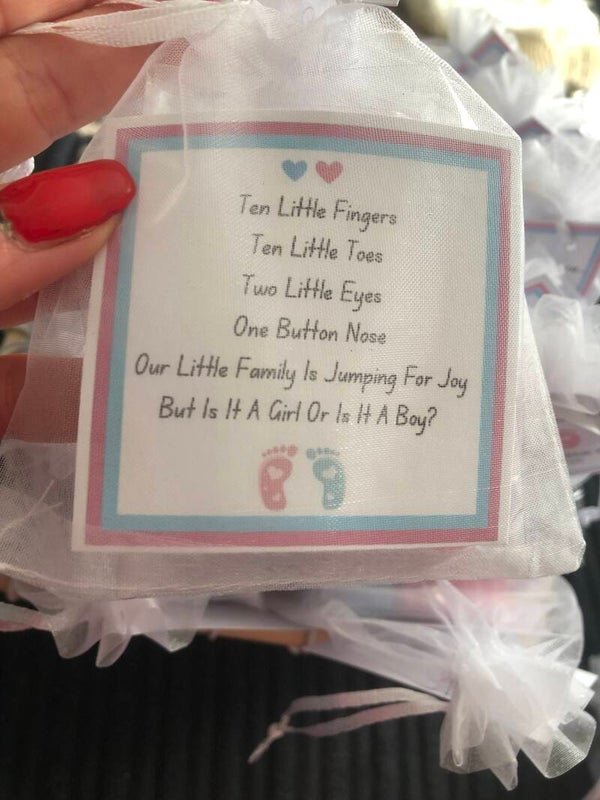 Ten Little Fingers
Ten Little Toes
Two Little Eyes
One Button Nose
Our Little Family Is Jumping For Joy
But Is It A Girl Or Is It A Boy?